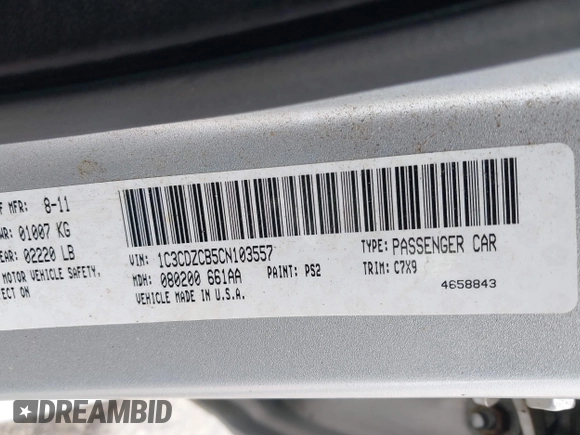 F MFR: 8-11
WR: 01007 KG
EAR: 02220 LB
MOTOR VEHICLE SAFETY,
ECT ON
VIN: 1C3CDZCB5CN103557
TYPE: PASSENGER CAR
MDH: 080200 661AA
PAINT: PS2
TRIM: C7X9
VEHICLE MADE IN U.S.A.
4658843
DREAMBID